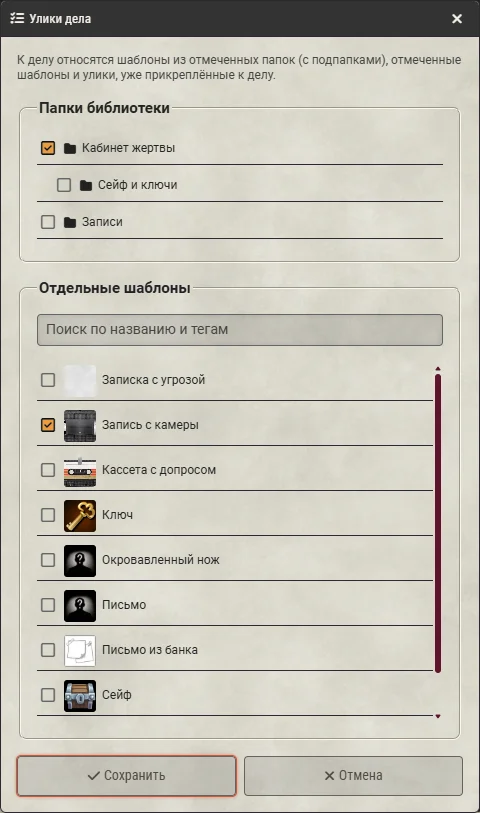 Улики дела
К делу относятся шаблоны из отмеченных папок (с подпапками), отмеченные
шаблоны и улики, уже прикреплённые к делу.
Папки библиотеки
Кабинет жертвы
Сейф и ключи
Записи
Отдельные шаблоны
Поиск по названию и тегам
Записка с угрозой
Запись с камеры
Кассета с допросом
Ключ
Окровавленный нож
Письмо
Письмо из банка
Сейф
Сохранить
Отмена